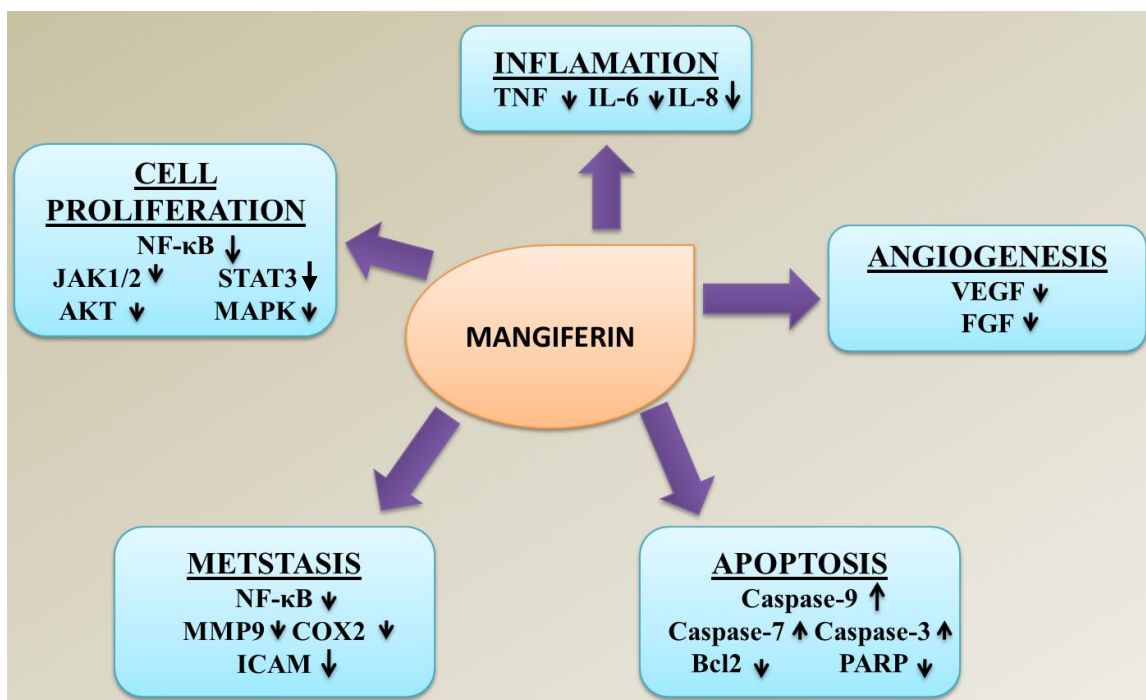 INFLAMATION
TNF ↓ IL-6 ↓ IL-8 ↓
CELL
PROLIFERATION
NF-κB ↓
JAK1/2 ↓ STAT3 ↓
AKT ↓ MAPK ↓
ANGIOGENESIS
VEGF ↓
FGF ↓
MANGIFERIN
METSTASIS
NF-κB ↓
MMP9 ↓ COX2 ↓
ICAM ↓
APOPTOSIS
Caspase-9 ↑
Caspase-7 ↑ Caspase-3 ↑
Bcl2 ↓ PARP ↓